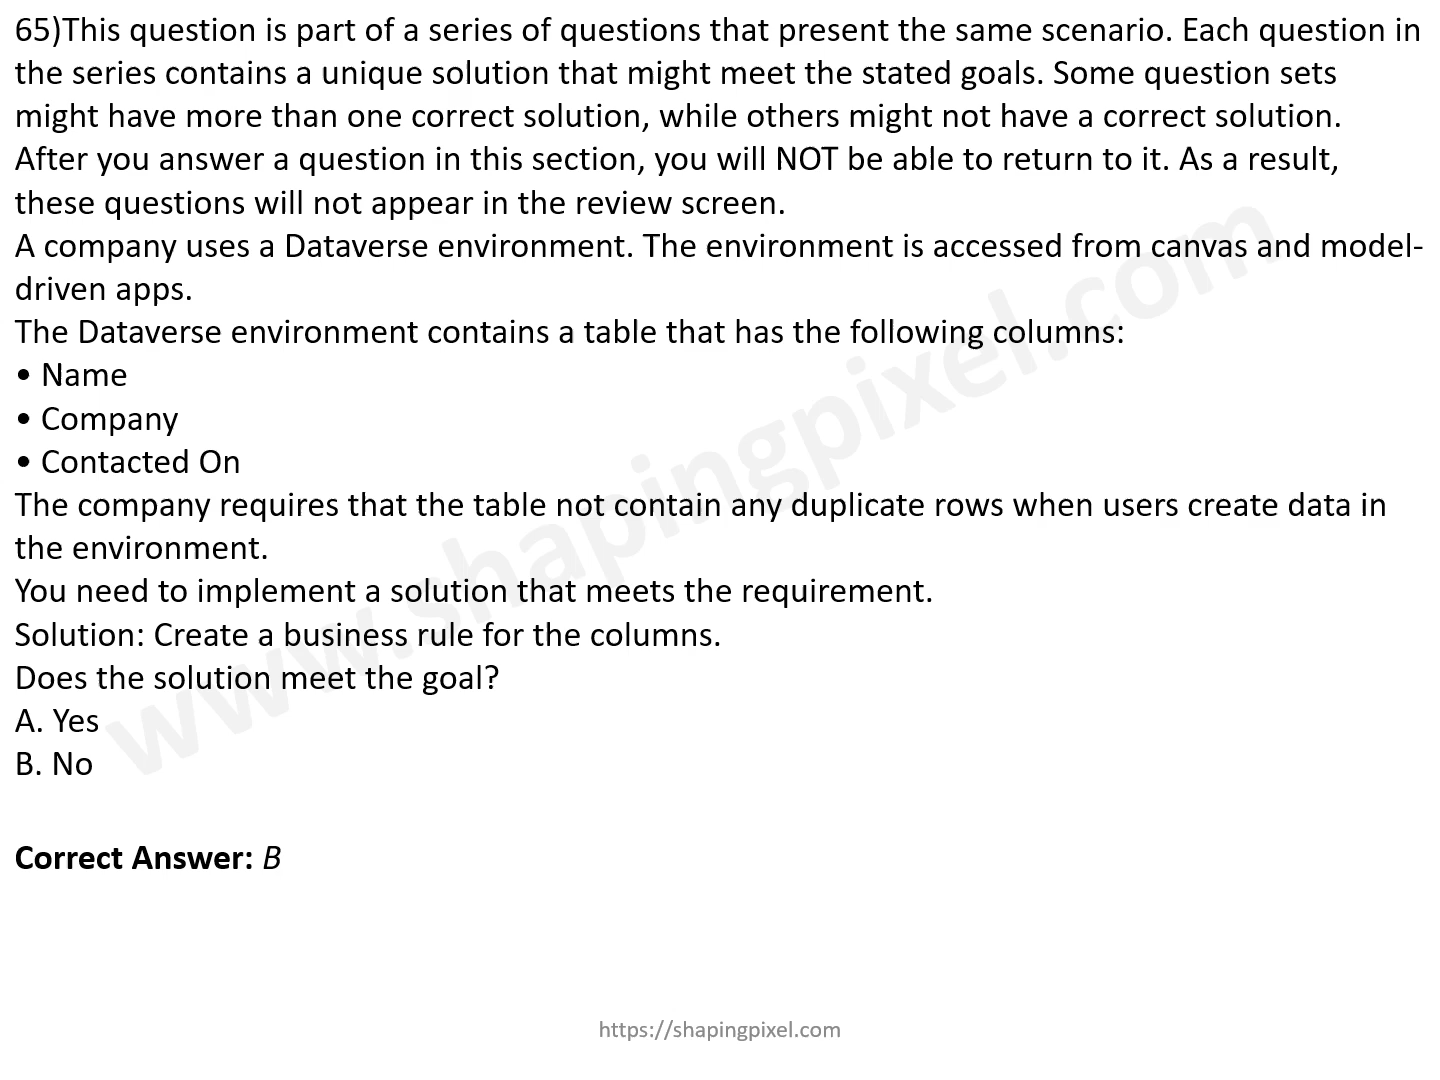 65)This question is part of a series of questions that present the same scenario. Each question in
the series contains a unique solution that might meet the stated goals. Some question sets
might have more than one correct solution, while others might not have a correct solution.
After you answer a question in this section, you will NOT be able to return to it. As a result,
these questions will not appear in the review screen.
A company uses a Dataverse environment. The environment is accessed from canvas and model-
driven apps.
The Dataverse environment contains a table that has the following columns:
• Name
• Company
• Contacted On
The company requires that the table not contain any duplicate rows when users create data in
the environment.
You need to implement a solution that meets the requirement.
Solution: Create a business rule for the columns.
Does the solution meet the goal?
A. Yes
B. No
Correct Answer: B
www.shapingpixel.com
https://shapingpixel.com